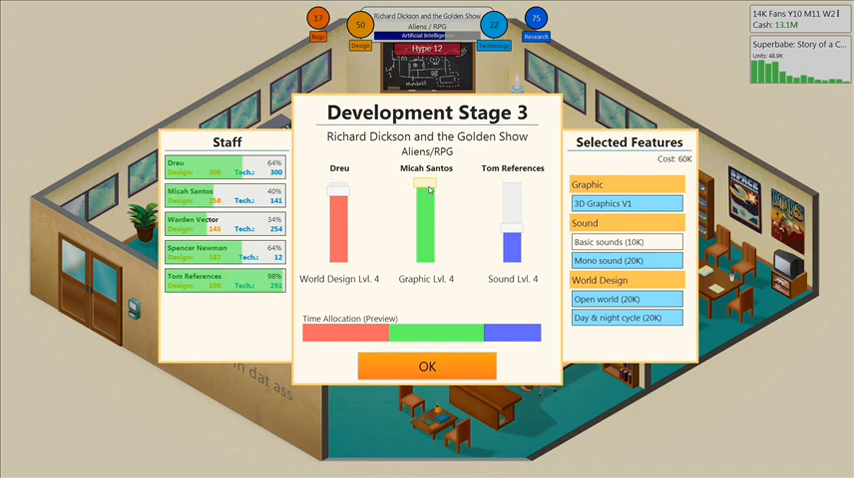 17
Bugs
50
Design
Richard Dickson and the Golden Show
Aliens / RPG
Artificial Intelligence
Hype 12
22
Technology
75
Research
14K Fans Y10 M11 W2
Cash: 13.1M
Superbabe: Story of a C...
Units: 48.9K
Development Stage 3
Richard Dickson and the Golden Show
Aliens/RPG
Dreu
Micah Santos
Tom References
World Design Lvl. 4
Graphic Lvl. 4
Sound Lvl. 4
Time Allocation (Preview)
OK
Staff
Dreu 64%
Design: 300 Tech.: 300
Micah Santos 40%
Design: 258 Tech.: 141
Warden Vector 34%
Design: 145 Tech.: 254
Spencer Newman 64%
Design: 587 Tech.: 12
Tom References 98%
Design: Tech.: 291
Selected Features
Cost: 60K
Graphic
3D Graphics V1
Sound
Basic sounds (10K)
Mono sound (20K)
World Design
Open world (20K)
Day & night cycle (20K)
in dat ass
SPACE